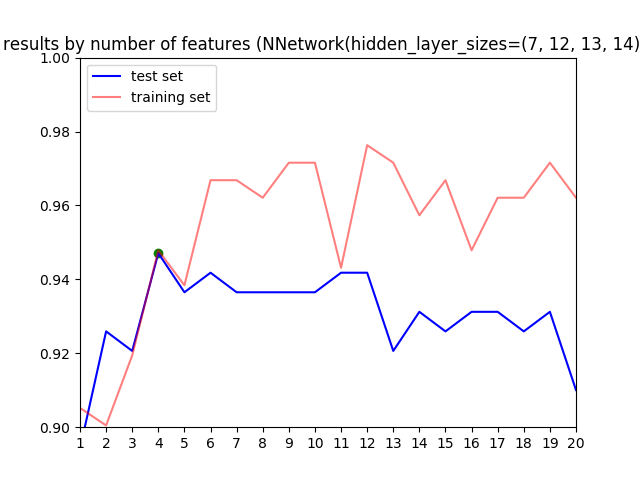 results by number of features (NNetwork(hidden_layer_sizes=(7, 12, 13, 14)
1.00
test set
training set
0.98
0.96
0.94
0.92
0.90
1 2 3 4 5 6 7 8 9 10 11 12 13 14 15 16 17 18 19 20